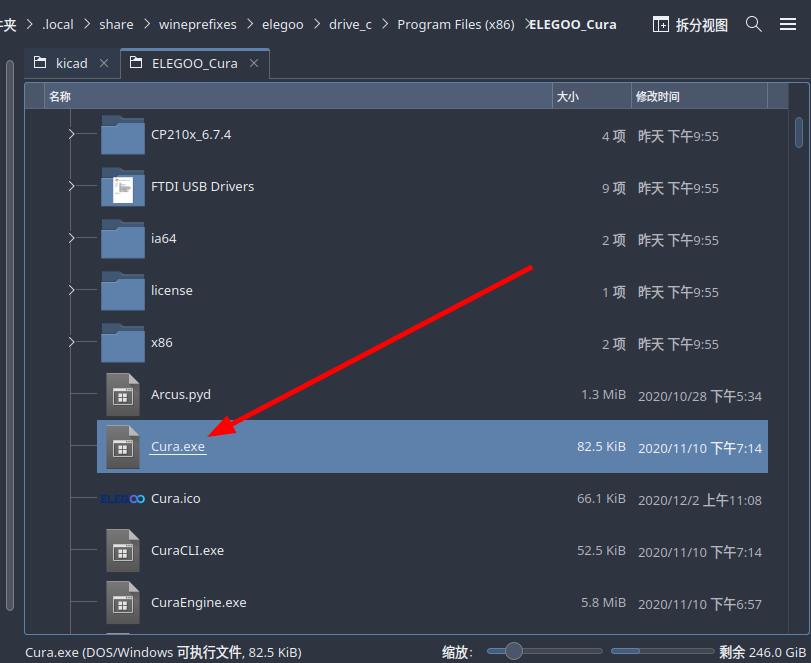 夹 > .local > share > wineprefixes > elegoo > drive_c > Program Files (x86) > ELEGOO_Cura 拆分视图
kicad ELEGOO_Cura
名称 大小 修改时间
CP210x_6.7.4 4 项 昨天 下午9:55
FTDI USB Drivers 9 项 昨天 下午9:55
ia64 2 项 昨天 下午9:55
license 1 项 昨天 下午9:55
x86 2 项 昨天 下午9:55
Arcus.pyd 1.3 MiB 2020/10/28 下午5:34
Cura.exe 82.5 KiB 2020/11/10 下午7:14
ELEGOO Cura.ico 66.1 KiB 2020/12/2 上午11:08
CuraCLI.exe 52.5 KiB 2020/11/10 下午7:14
CuraEngine.exe 5.8 MiB 2020/11/10 下午6:57
Cura.exe (DOS/Windows 可执行文件, 82.5 KiB) 缩放: 剩余 246.0 GiB